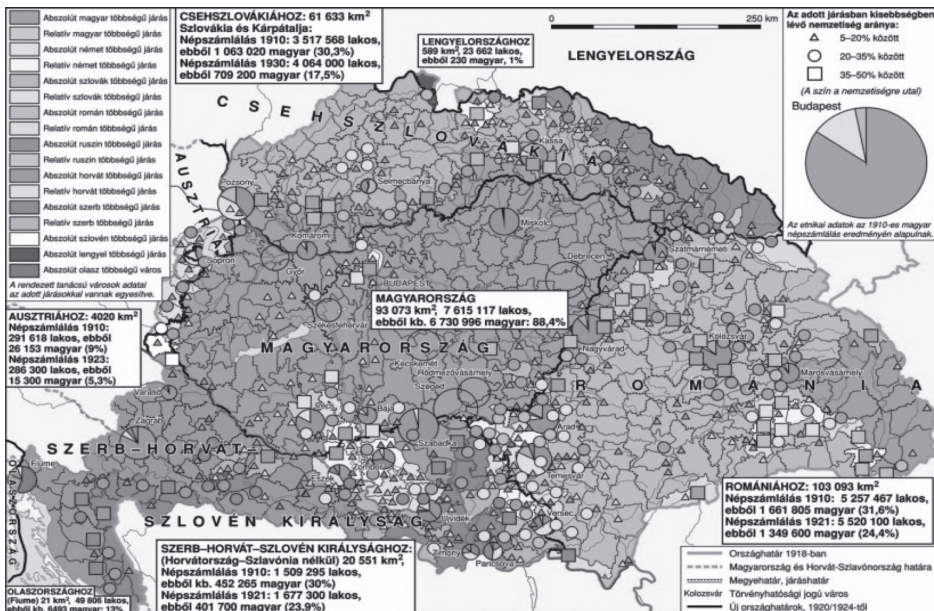 Abszolút magyar többségű járás
Relatív magyar többségű járás
Abszolút német többségű járás
Relatív német többségű járás
Abszolút szlovák többségű járás
Relatív szlovák többségű járás
Abszolút román többségű járás
Relatív román többségű járás
Abszolút ruszin többségű járás
Relatív ruszin többségű járás
Abszolút horvát többségű járás
Relatív horvát többségű járás
Abszolút szerb többségű járás
Relatív szerb többségű járás
Abszolút szlovén többségű járás
Abszolút lengyel többségű járás
Abszolút olasz többségű város
A rendezett tanácsú városok adatai
az adott járásokkal vannak egyesítve.
CSEHSZLOVÁKIÁHOZ: 61 633 km²
Szlovákia és Kárpátalja:
Népszámlálás 1910: 3 517 568 lakos,
ebből 1 063 020 magyar (30,3%)
Népszámlálás 1930: 4 064 000 lakos,
ebből 709 200 magyar (17,5%)
LENGYELORSZÁGHOZ
589 km², 23 662 lakos,
ebből 230 magyar, 1%
0 250 km
LENGYELORSZÁG
Az adott járásban kisebbségben
lévő nemzetiség aránya:
5–20% között
20–35% között
35–50% között
(A szín a nemzetiségre utal)
Budapest
Az etnikai adatok az 1910-es magyar
népszámlálás eredményén alapulnak.
CSEHSZLOVÁKIA
AUSZTRIA
Pozsony
Selmecbánya
Kassa
Komárom
Miskolc
Sopron
Győr
Debrecen
Szatmárnémeti
BUDAPEST
Székesfehérvár
AUSZTRIÁHOZ: 4020 km²
Népszámlálás 1910:
291 618 lakos, ebből
26 153 magyar (9%)
Népszámlálás 1923:
286 300 lakos, ebből
15 300 magyar (5,3%)
MAGYARORSZÁG
93 073 km², 7 615 117 lakos,
ebből kb. 6 730 996 magyar: 88,4%
MAGYARORSZÁG
Kecskemét
Hódmezővásárhely
Szeged
Nagyvárad
Kolozsvár
Marosvásárhely
ROMÁNIA
Varasd
Zágráb
Baja
Szabadka
Arad
SZERB–HORVÁT–
SZLOVÉN KIRÁLYSÁG
Fiume
OLASZORSZÁG
Eszék
Zombor
Temesvár
Versec
Újvidék
Zimony
Pancsova
OLASZORSZÁGHOZ
(Fiume) 21 km², 49 806 lakos,
ebből kb. 6493 magyar: 13%
SZERB–HORVÁT–SZLOVÉN KIRÁLYSÁGHOZ:
(Horvátország–Szlavónia nélkül) 20 551 km²,
Népszámlálás 1910: 1 509 295 lakos,
ebből kb. 452 265 magyar (30%)
Népszámlálás 1921: 1 677 300 lakos,
ebből 401 700 magyar (23,9%)
ROMÁNIÁHOZ: 103 093 km²
Népszámlálás 1910: 5 257 467 lakos,
ebből 1 661 805 magyar (31,6%)
Népszámlálás 1921: 5 520 100 lakos,
ebből 1 349 600 magyar (24,4%)
Országhatár 1918-ban
Magyarország és Horvát-Szlavónország határa
Megyehatár, járáshatár
Kolozsvár Törvényhatósági jogú város
Új országhatárok, 1920/1924-től